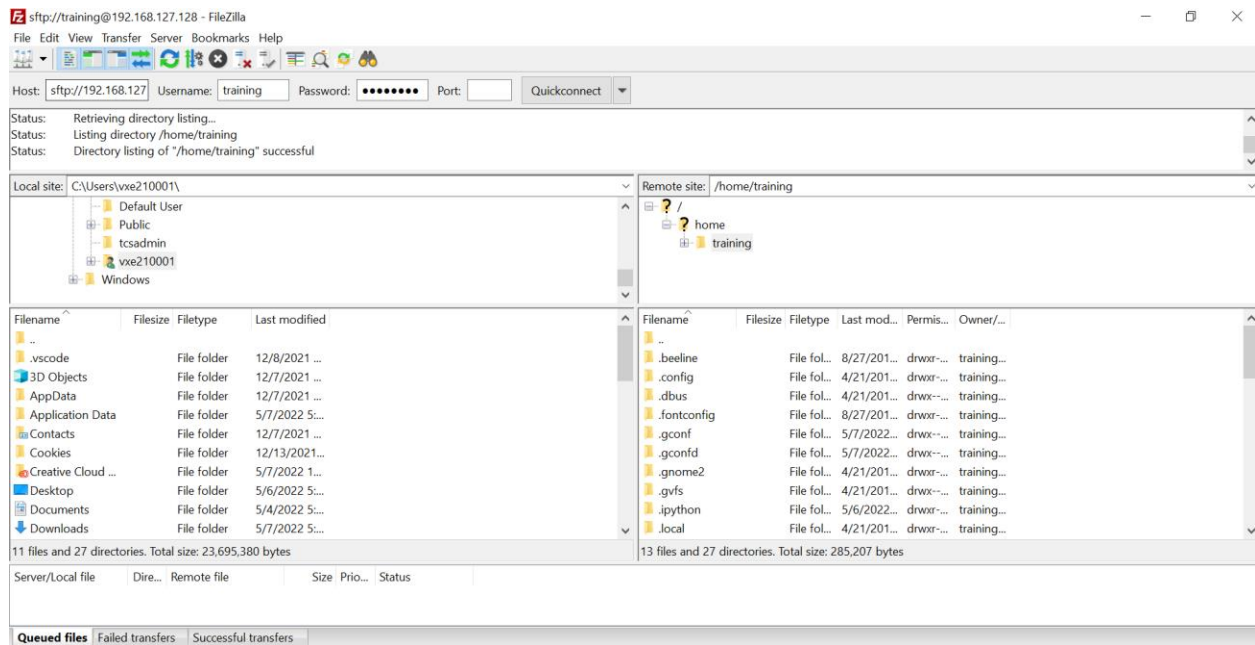 sftp://training@192.168.127.128 - FileZilla
File Edit View Transfer Server Bookmarks Help
Host: sftp://192.168.127 Username: training Password: ●●●●●●●● Port: Quickconnect
Status: Retrieving directory listing...
Status: Listing directory /home/training
Status: Directory listing of "/home/training" successful
Local site: C:\Users\vxe210001\
Default User
Public
tcsadmin
vxe210001
Windows
Remote site: /home/training
/
home
training
Filename Filesize Filetype Last modified
..
.vscode File folder 12/8/2021 ...
3D Objects File folder 12/7/2021 ...
AppData File folder 12/7/2021 ...
Application Data File folder 5/7/2022 5:...
Contacts File folder 12/7/2021 ...
Cookies File folder 12/13/2021...
Creative Cloud ... File folder 5/7/2022 1...
Desktop File folder 5/6/2022 5:...
Documents File folder 5/4/2022 5:...
Downloads File folder 5/7/2022 5:...
11 files and 27 directories. Total size: 23,695,380 bytes
Filename Filesize Filetype Last mod... Permis... Owner/...
..
.beeline File fol... 8/27/201... drwxr-... training...
.config File fol... 4/21/201... drwxr-... training...
.dbus File fol... 4/21/201... drwx--... training...
.fontconfig File fol... 8/27/201... drwxr-... training...
.gconf File fol... 5/7/2022... drwx--... training...
.gconfd File fol... 5/7/2022... drwx--... training...
.gnome2 File fol... 4/21/201... drwxr-... training...
.gvfs File fol... 4/21/201... drwx--... training...
.ipython File fol... 5/6/2022... drwxr-... training...
.local File fol... 4/21/201... drwxr-... training...
13 files and 27 directories. Total size: 285,207 bytes
Server/Local file Dire... Remote file Size Prio... Status
Queued files Failed transfers Successful transfers